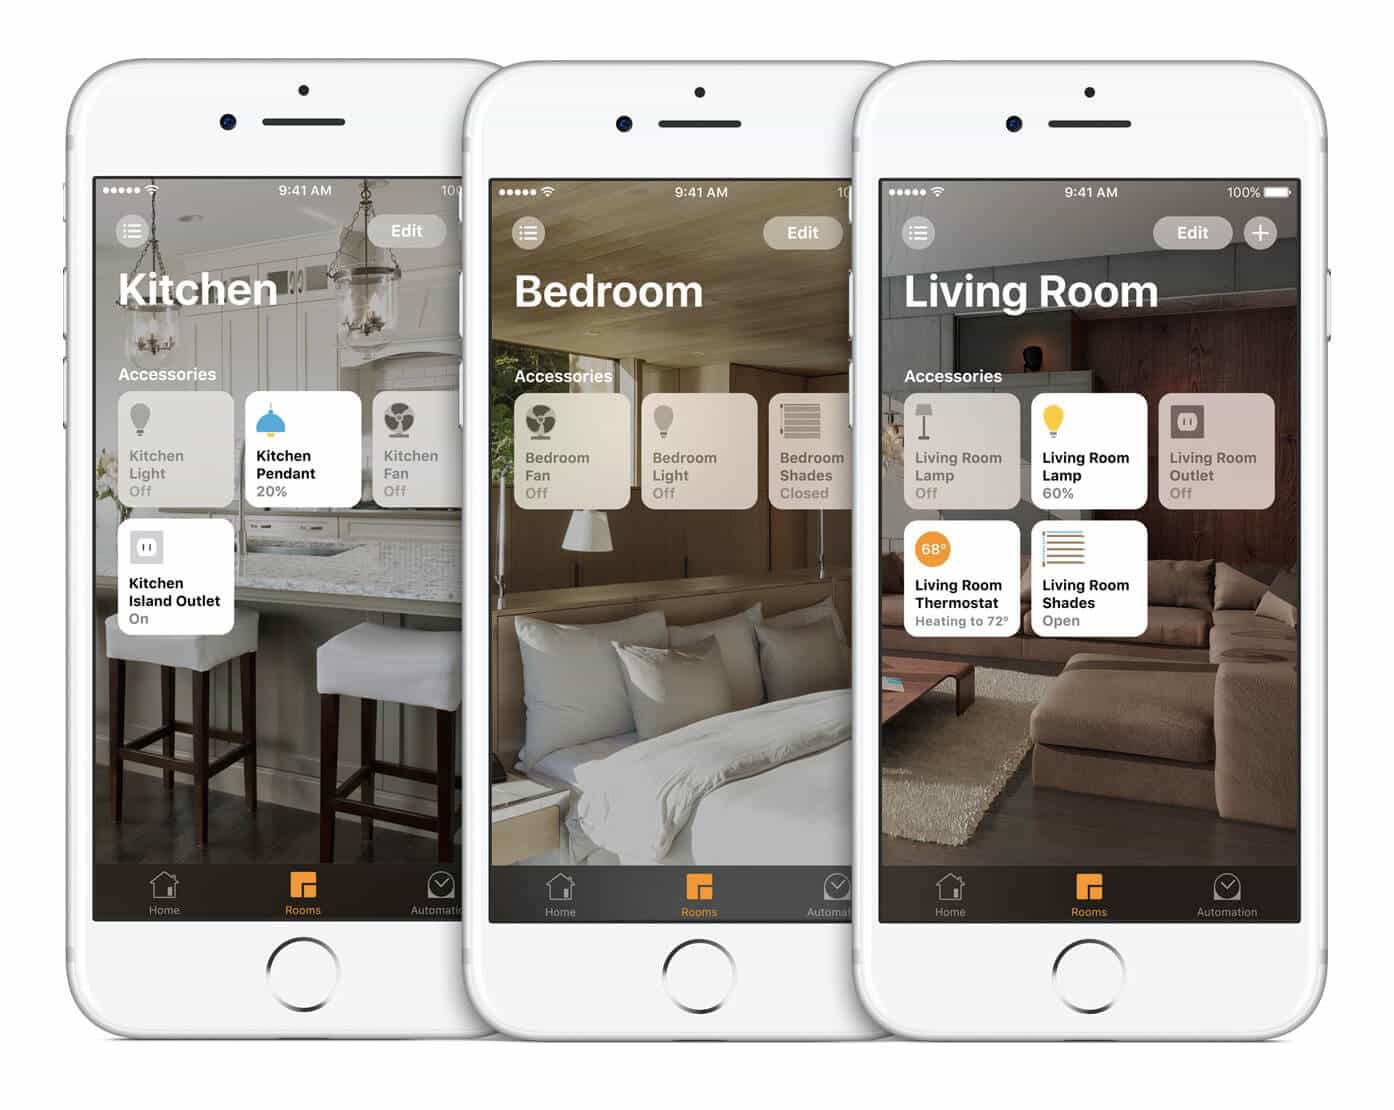 9:41 AM
10
Edit
Kitchen
Accessories
Kitchen
Light
Off
Kitchen
Pendant
20%
Kitchen
Fan
Off
Kitchen
Island Outlet
On
Home
Rooms
Automatio
9:41 AM
10
Edit
Bedroom
Accessories
Bedroom
Fan
Off
Bedroom
Light
Off
Bedroom
Shades
Closed
Home
Rooms
Automat
9:41 AM
100%
Edit
Living Room
Accessories
Living Room
Lamp
Off
Living Room
Lamp
60%
Living Room
Outlet
Off
68°
Living Room
Thermostat
Heating to 72°
Living Room
Shades
Open
Home
Rooms
Automation